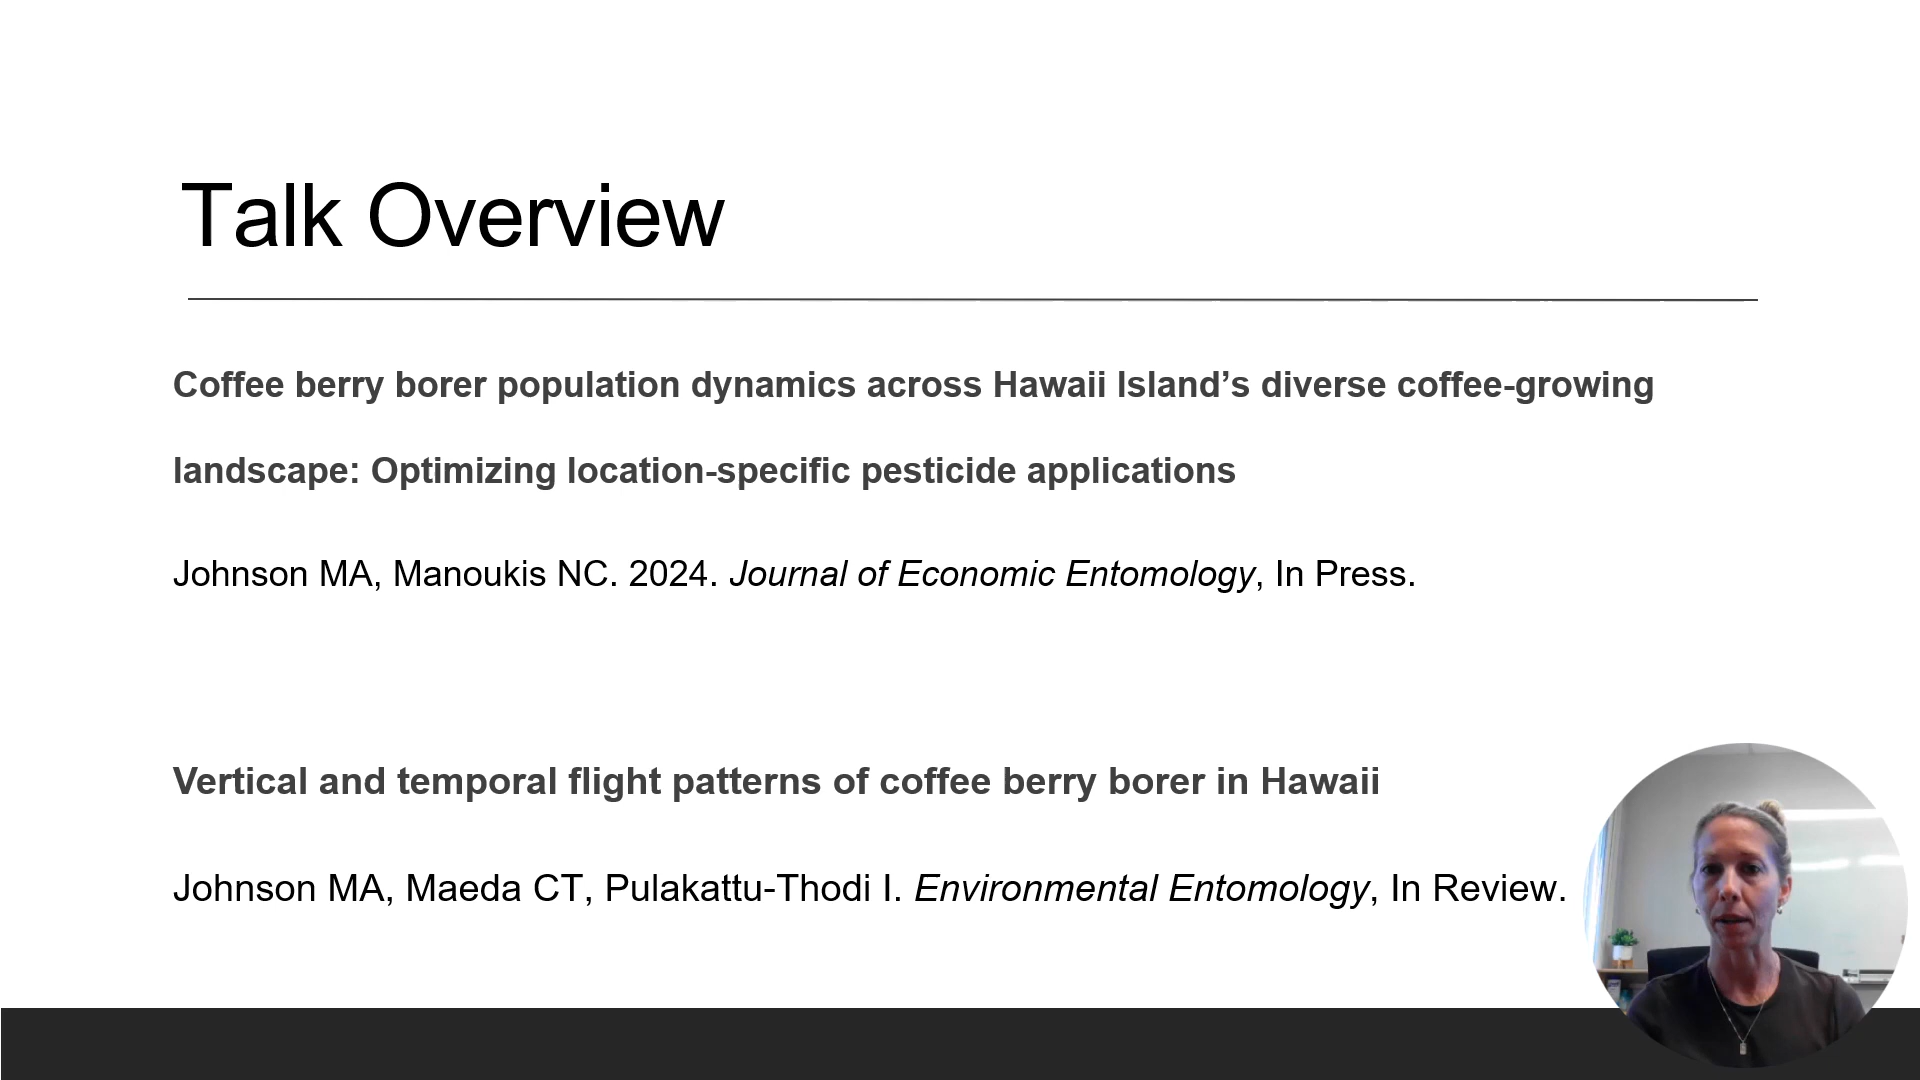 Talk Overview
Coffee berry borer population dynamics across Hawaii Island’s diverse coffee-growing
landscape: Optimizing location-specific pesticide applications
Johnson MA, Manoukis NC. 2024. Journal of Economic Entomology, In Press.
Vertical and temporal flight patterns of coffee berry borer in Hawaii
Johnson MA, Maeda CT, Pulakattu-Thodi I. Environmental Entomology, In Review.